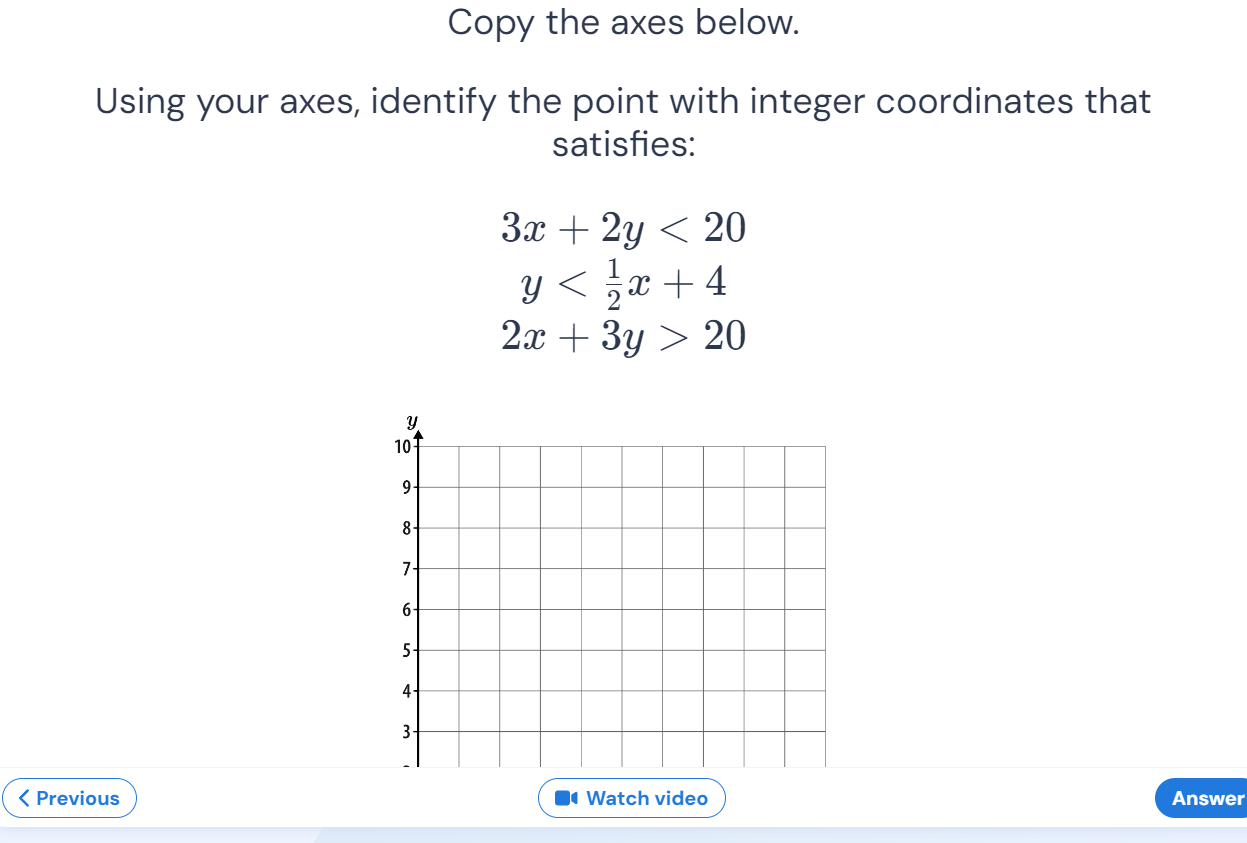 Copy the axes below.
Using your axes, identify the point with integer coordinates that
satisfies:
3x + 2y < 20
y < 1/2 x + 4
2x + 3y > 20
y
10
9
8
7
6
5
4
3
Previous
Watch video
Answer